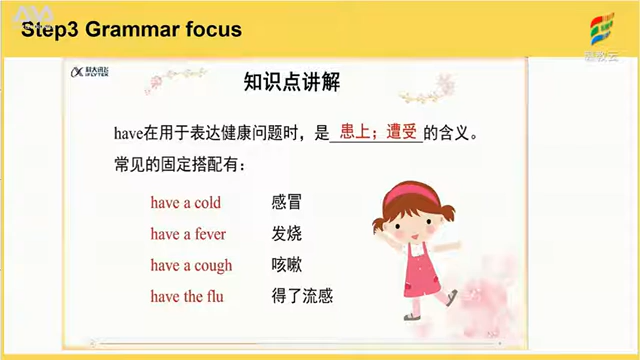 Step3 Grammar focus
科大讯飞
iFLYTEK
知识点讲解
have在用于表达健康问题时，是 患上；遭受 的含义。
常见的固定搭配有：
have a cold 感冒
have a fever 发烧
have a cough 咳嗽
have the flu 得了流感